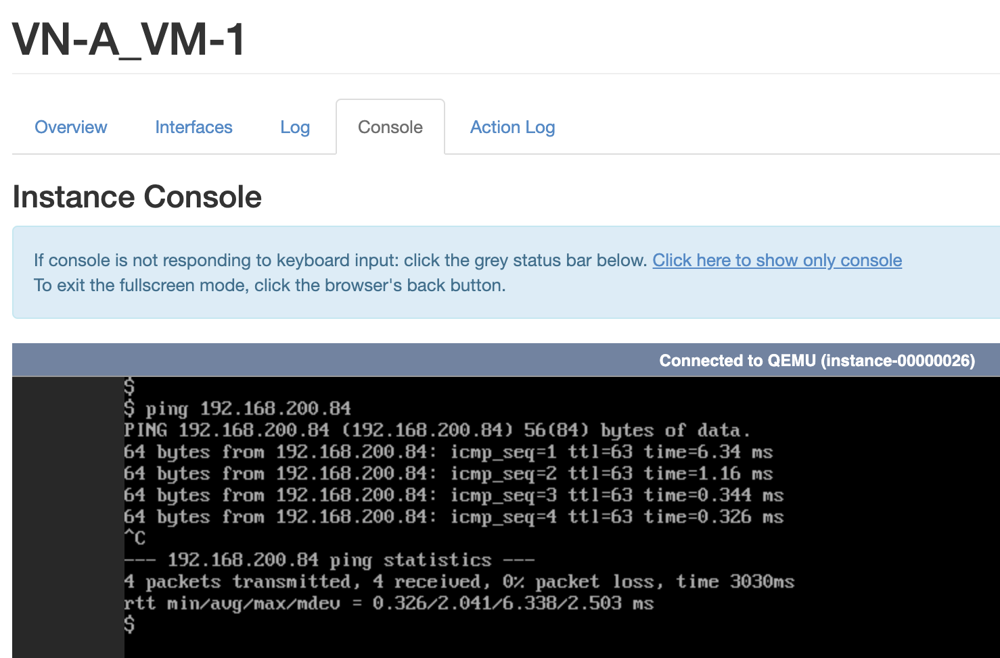 VN-A_VM-1
Overview Interfaces Log Console Action Log
Instance Console
If console is not responding to keyboard input: click the grey status bar below. Click here to show only console
To exit the fullscreen mode, click the browser's back button.
Connected to QEMU (instance-00000026)
$
$ ping 192.168.200.84
PING 192.168.200.84 (192.168.200.84) 56(84) bytes of data.
64 bytes from 192.168.200.84: icmp_seq=1 ttl=63 time=6.34 ms
64 bytes from 192.168.200.84: icmp_seq=2 ttl=63 time=1.16 ms
64 bytes from 192.168.200.84: icmp_seq=3 ttl=63 time=0.344 ms
64 bytes from 192.168.200.84: icmp_seq=4 ttl=63 time=0.326 ms
^C
--- 192.168.200.84 ping statistics ---
4 packets transmitted, 4 received, 0% packet loss, time 3030ms
rtt min/avg/max/mdev = 0.326/2.041/6.338/2.503 ms
$